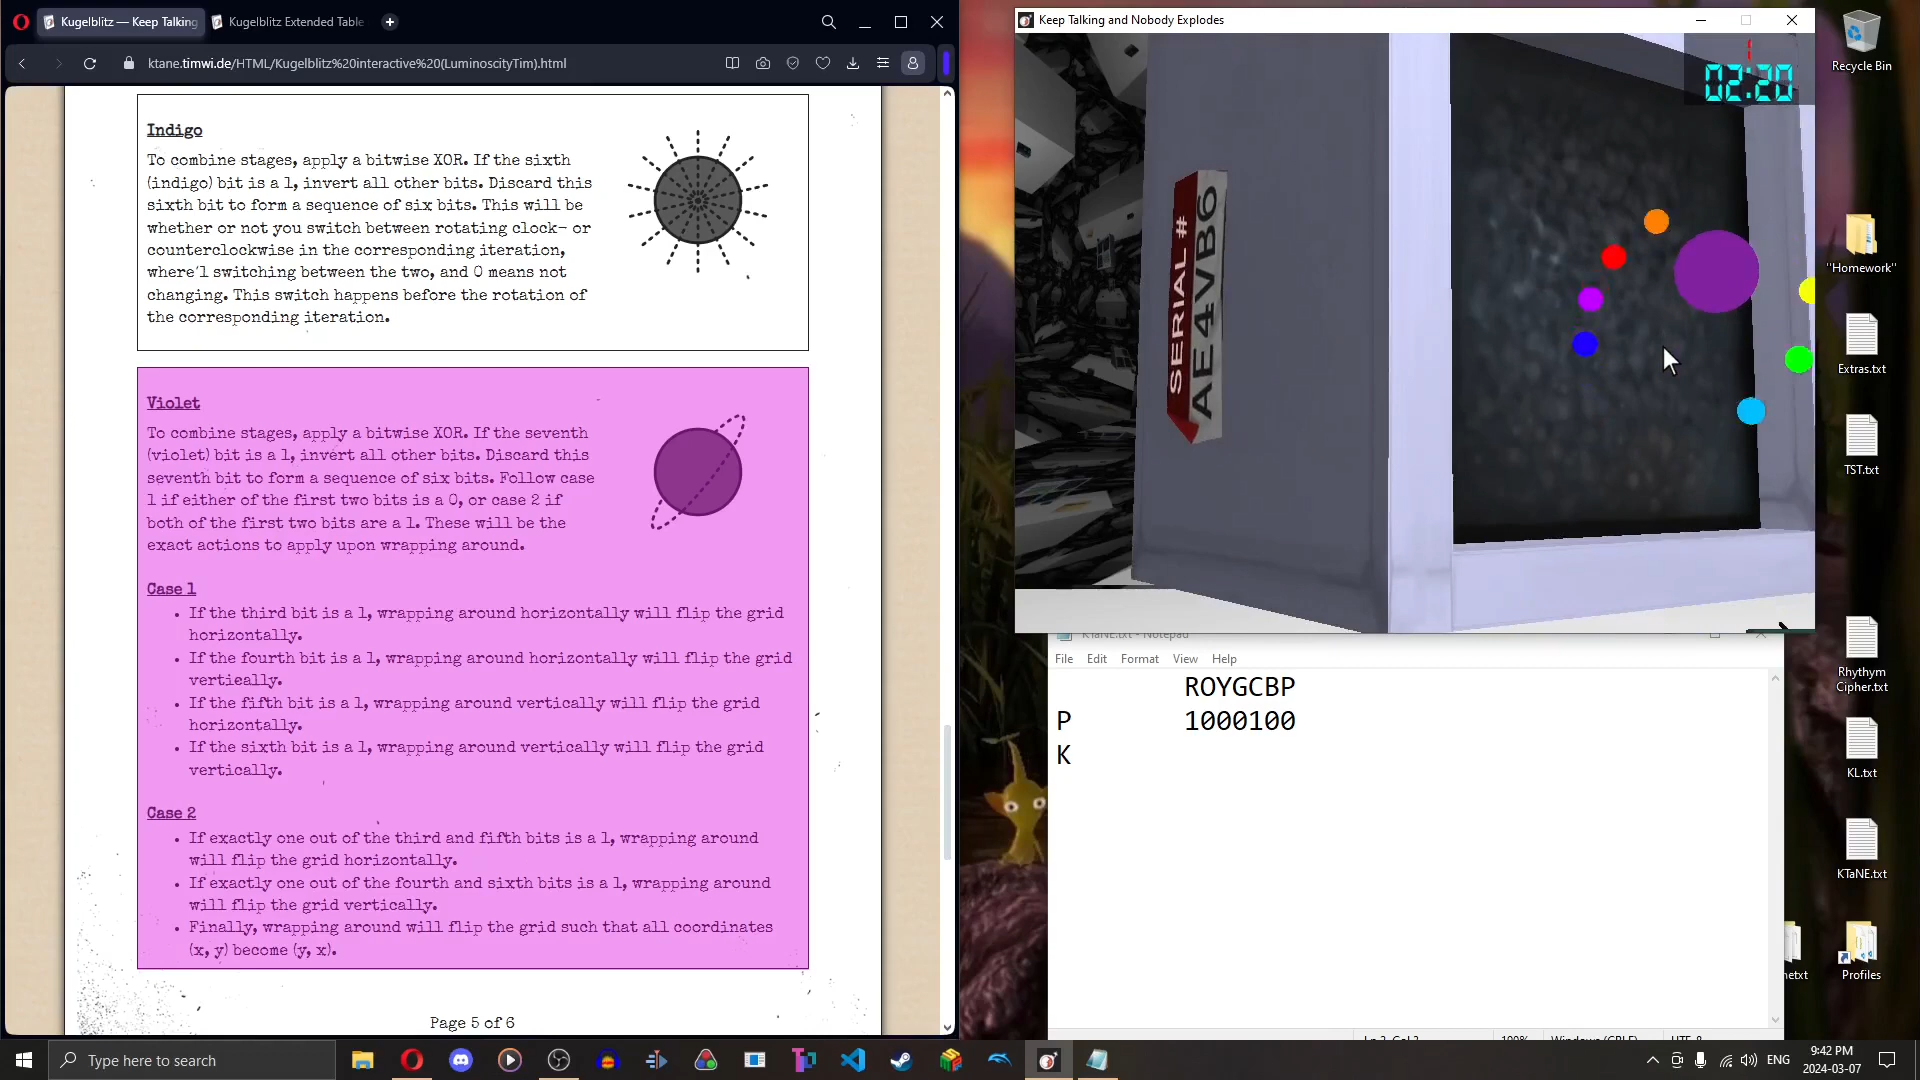 Kugelblitz — Keep Talking
Kugelblitz Extended Table
ktane.timwi.de/HTML/Kugelblitz%20interactive%20(LuminoscityTim).html
Indigo
To combine stages, apply a bitwise XOR. If the sixth
(indigo) bit is a 1, invert all other bits. Discard this
sixth bit to form a sequence of six bits. This will be
whether or not you switch between rotating clock- or
counterclockwise in the corresponding iteration,
where 1 switching between the two, and 0 means not
changing. This switch happens before the rotation of
the corresponding iteration.
Violet
To combine stages, apply a bitwise XOR. If the seventh
(violet) bit is a 1, invert all other bits. Discard this
seventh bit to form a sequence of six bits. Follow case
1 if either of the first two bits is a 0, or case 2 if
both of the first two bits are a 1. These will be the
exact actions to apply upon wrapping around.
Case 1
• If the third bit is a 1, wrapping around horizontally will flip the grid
horizontally.
• If the fourth bit is a 1, wrapping around horizontally will flip the grid
vertically.
• If the fifth bit is a 1, wrapping around vertically will flip the grid
horizontally.
• If the sixth bit is a 1, wrapping around vertically will flip the grid
vertically.
Case 2
• If exactly one out of the third and fifth bits is a 1, wrapping around
will flip the grid horizontally.
• If exactly one out of the fourth and sixth bits is a 1, wrapping around
will flip the grid vertically.
• Finally, wrapping around will flip the grid such that all coordinates
(x, y) become (y, x).
Page 5 of 6
Keep Talking and Nobody Explodes
02:20
SERIAL #
AE4VB6
KTaNE.txt - Notepad
File Edit Format View Help
ROYGCBP
P 1000100
K
Recycle Bin
"Homework"
Extras.txt
TST.txt
Rhythym
Cipher.txt
KL.txt
KTaNE.txt
Profiles
Type here to search
ENG
9:42 PM
2024-03-07